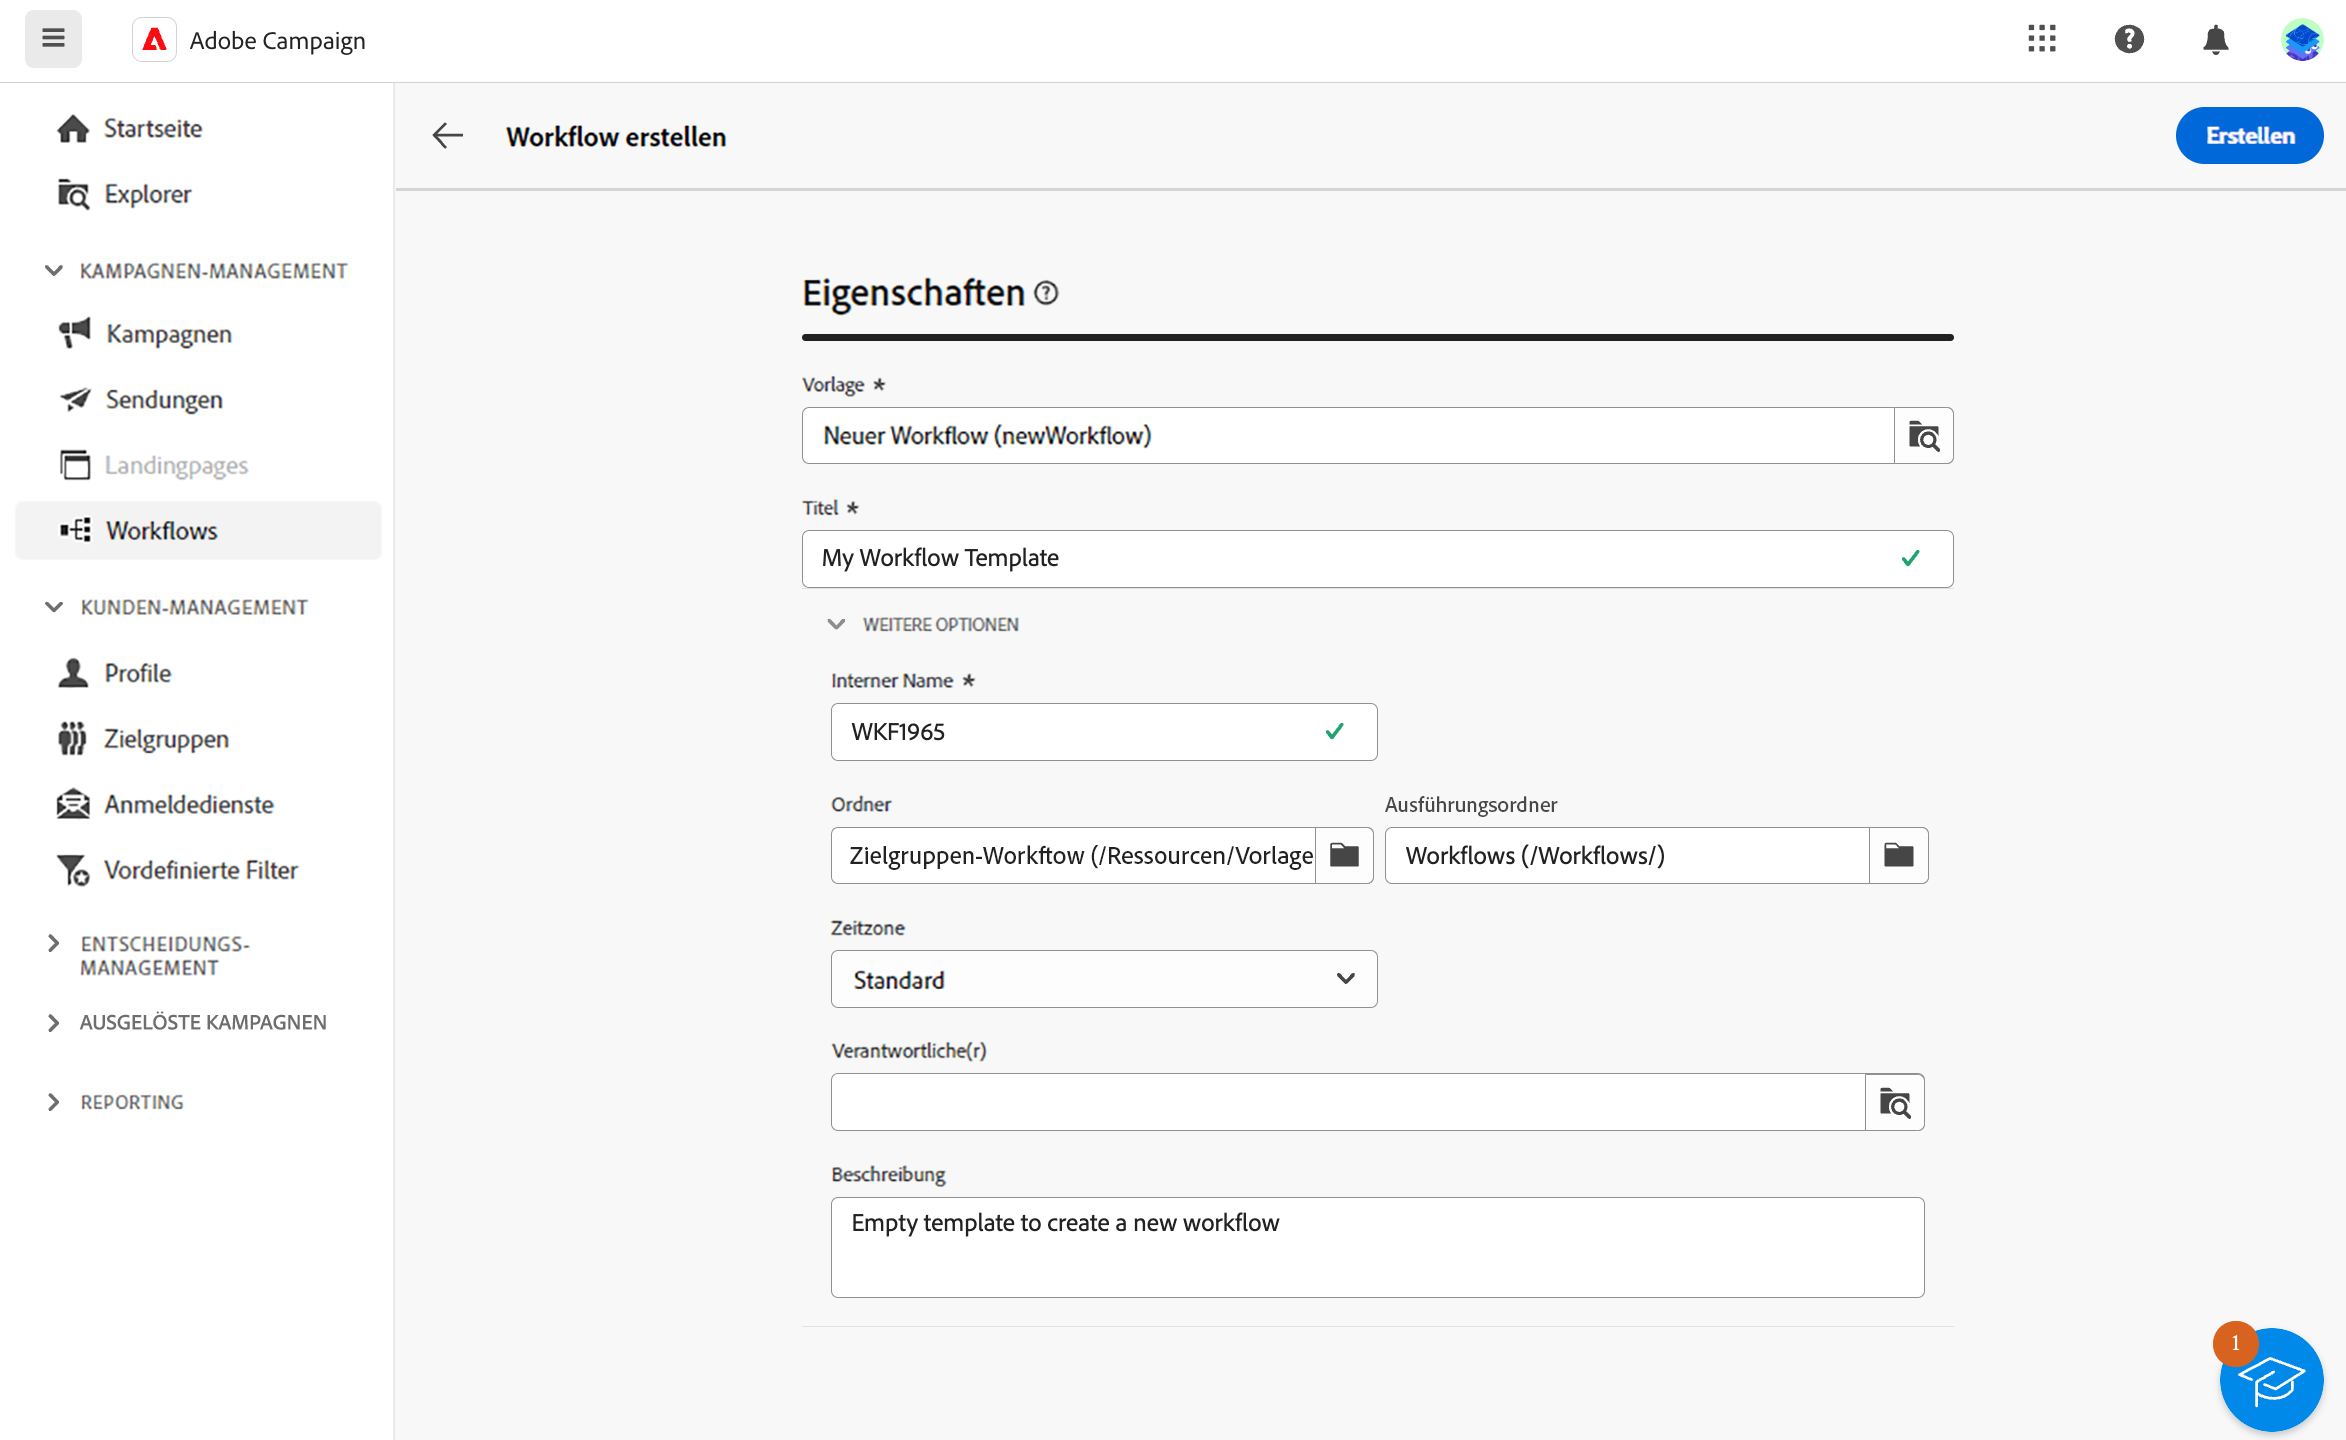 Adobe Campaign
Startseite
Explorer
KAMPAGNEN-MANAGEMENT
Kampagnen
Sendungen
Landingpages
Workflows
KUNDEN-MANAGEMENT
Profile
Zielgruppen
Anmeldedienste
Vordefinierte Filter
ENTSCHEIDUNGS-
MANAGEMENT
AUSGELÖSTE KAMPAGNEN
REPORTING
Workflow erstellen
Erstellen
Eigenschaften
Vorlage *
Neuer Workflow (newWorkflow)
Titel *
My Workflow Template
WEITERE OPTIONEN
Interner Name *
WKF1965
Ordner
Zielgruppen-Workftow (/Ressourcen/Vorlage
Ausführungsordner
Workflows (/Workflows/)
Zeitzone
Standard
Verantwortliche(r)
Beschreibung
Empty template to create a new workflow
1